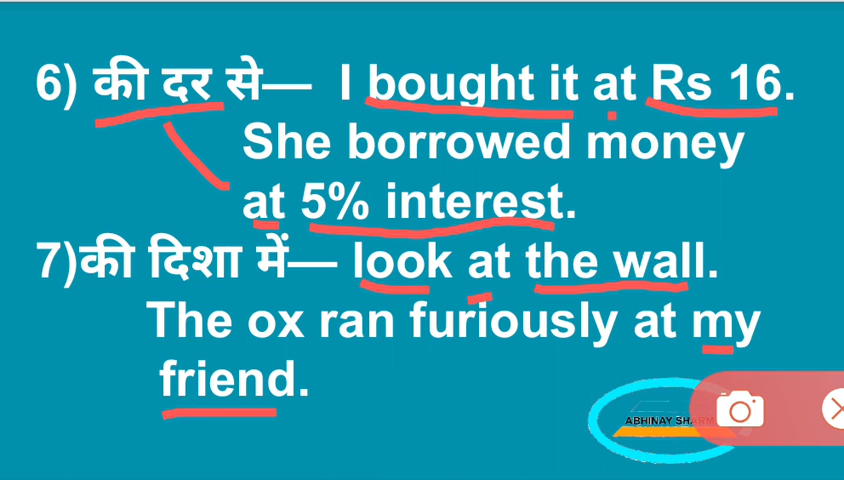 6) की दर से— I bought it at Rs 16.
She borrowed money
at 5% interest.
7)की दिशा में— look at the wall.
The ox ran furiously at my
friend.
ABHINAY SHARM